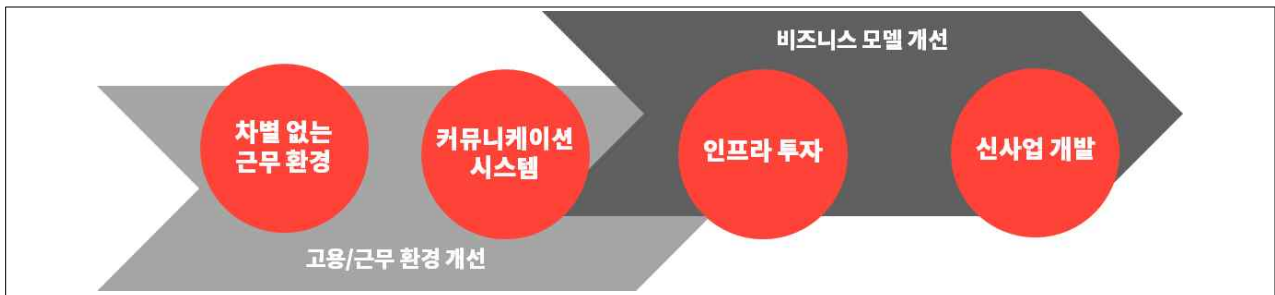 비즈니스 모델 개선
차별 없는
근무 환경
커뮤니케이션
시스템
인프라 투자
신사업 개발
고용/근무 환경 개선